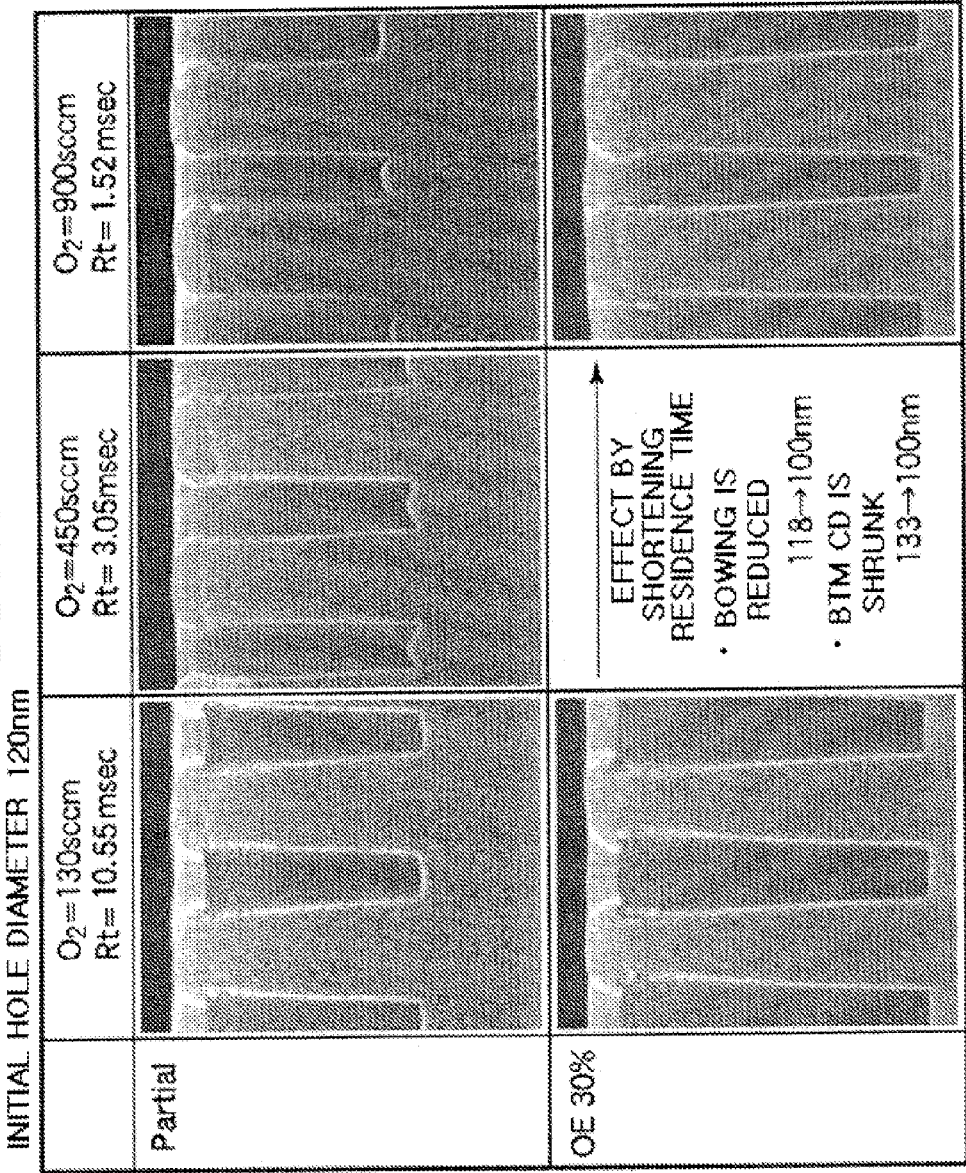 INITIAL HOLE DIAMETER 120nm
O₂=130sccm
Rt=10.55msec
O₂=450sccm
Rt=3.05msec
O₂=900sccm
Rt=1.52msec
Partial
OE 30%
EFFECT BY
SHORTENING
RESIDENCE TIME
・BOWING IS
REDUCED
118→100nm
・BTM CD IS
SHRUNK
133→100nm